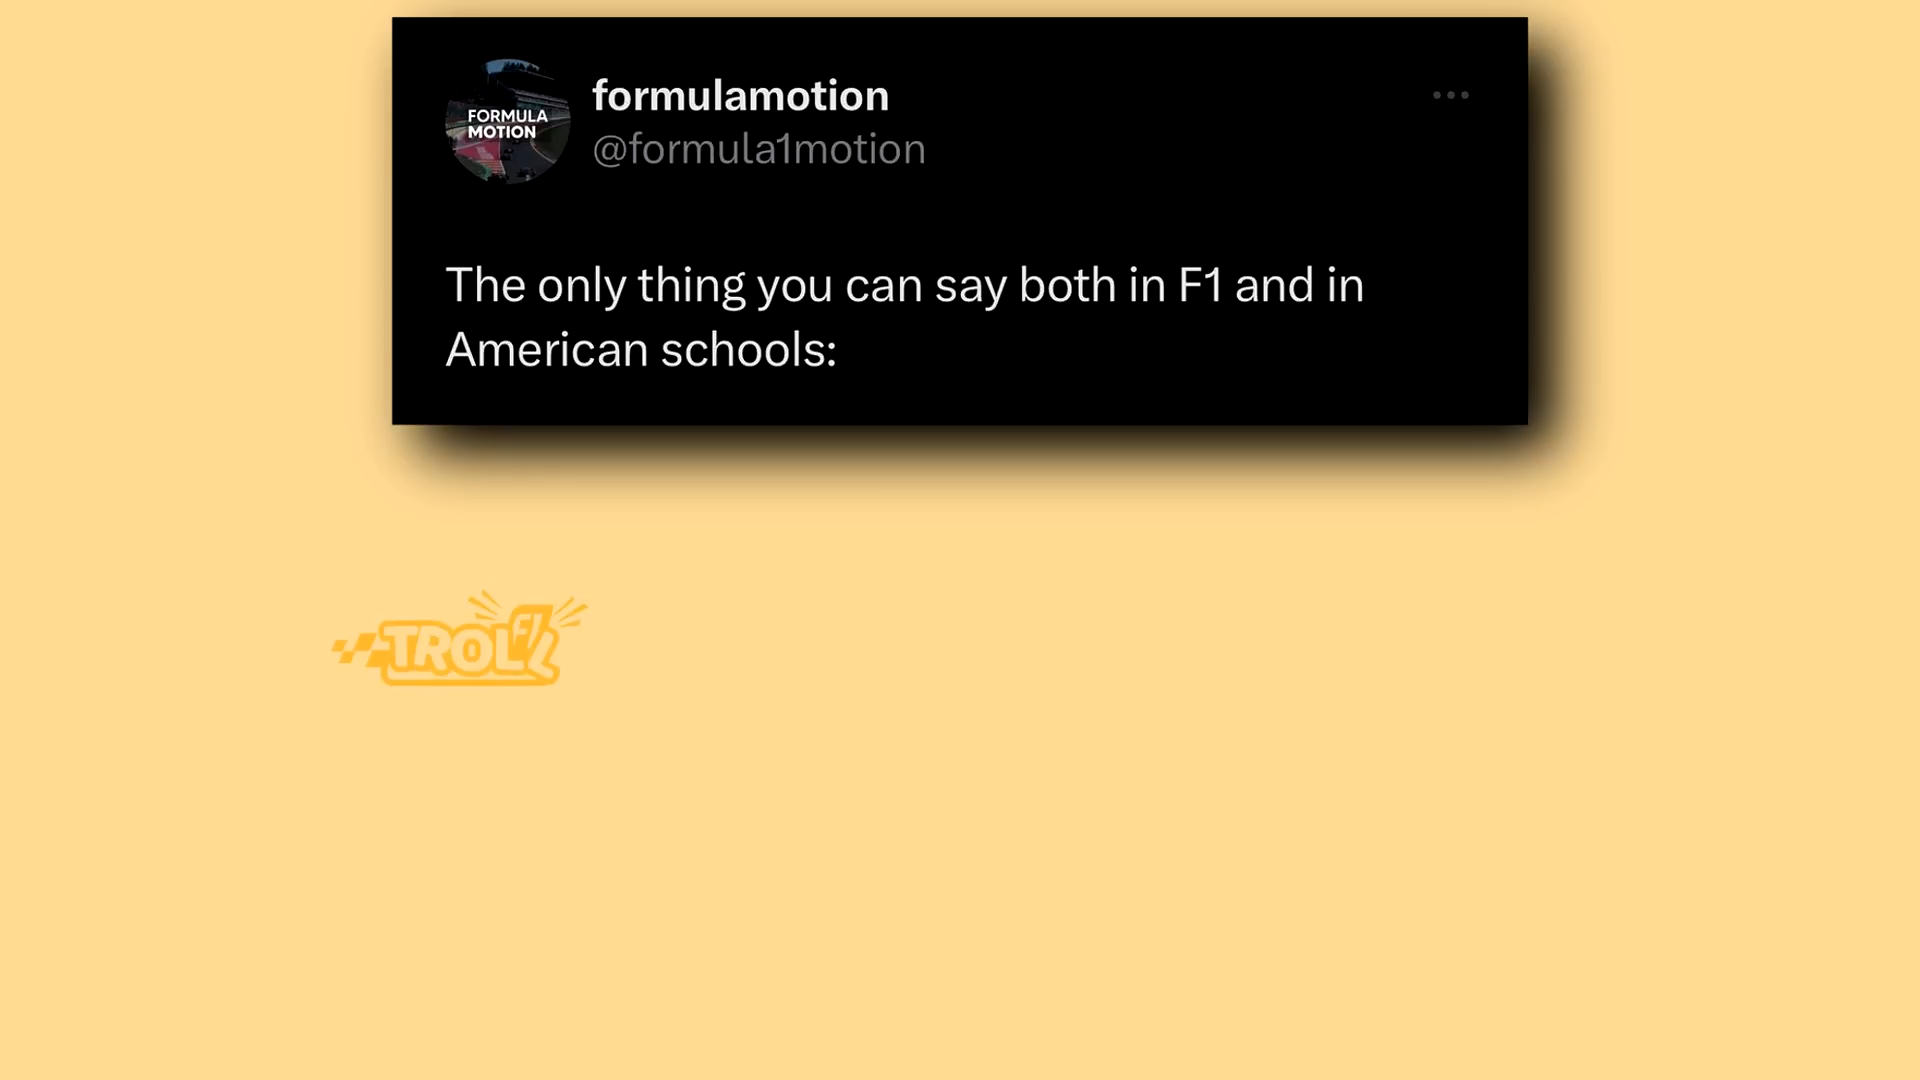 FORMULA
MOTION
formulamotion
@formula1motion
The only thing you can say both in F1 and in
American schools:
TROLL
F1